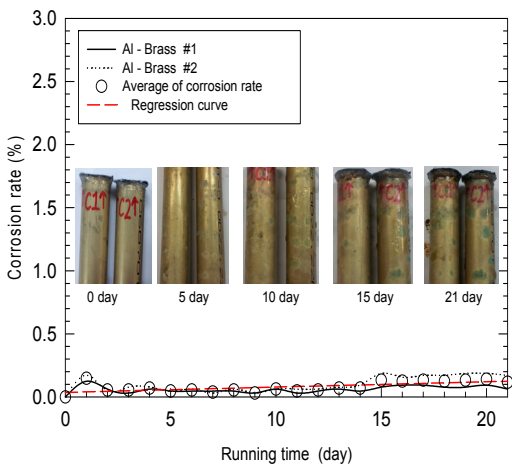 3.0
Al - Brass #1
Al - Brass #2
Average of corrosion rate
Regression curve
2.5
2.0
C1↑
C2↑
1.5
1.0
0 day
5 day
10 day
15 day
21 day
0.5
0.0
Corrosion rate (%)
0
5
10
15
20
Running time (day)